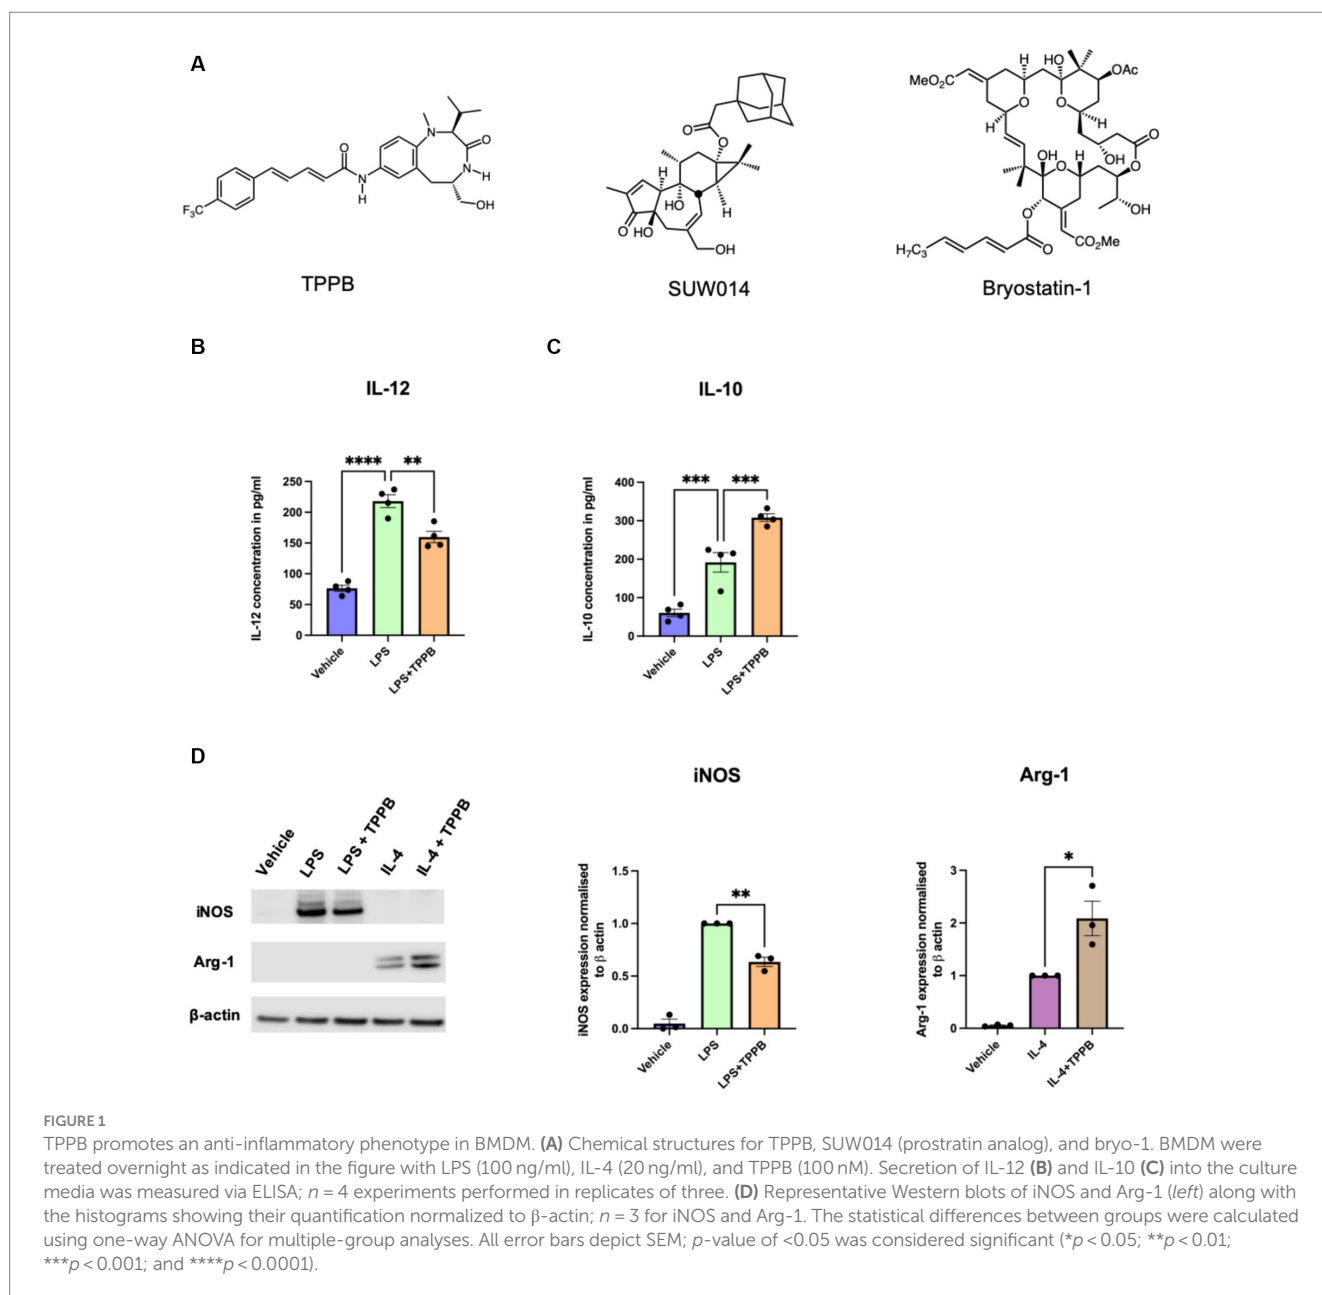 A
F₃C
O
N
H
N
O
N
H
OH
TPPB
O
O
H
HO
H
O
HO
OH
SUW014
MeO₂C
H
HO
OAc
O
O
H
H
OH
O
O
OH
H
O
O
OH
H₇C₃
O
CO₂Me
Bryostatin-1
B
IL-12
**** **
IL-12 concentration in pg/ml
250
200
150
100
50
0
Vehicle
LPS
LPS+TPPB
C
IL-10
*** ***
IL-10 concentration in pg/ml
400
300
200
100
0
Vehicle
LPS
LPS+TPPB
D
Vehicle
LPS
LPS + TPPB
IL-4
IL-4 + TPPB
iNOS
Arg-1
β-actin
iNOS
**
iNOS expression normalised
to β actin
1.5
1.0
0.5
0.0
Vehicle
LPS
LPS+TPPB
Arg-1
*
Arg-1 expression normalised
to β actin
3
2
1
0
Vehicle
IL-4
IL-4+TPPB
FIGURE 1
TPPB promotes an anti-inflammatory phenotype in BMDM. (A) Chemical structures for TPPB, SUW014 (prostratin analog), and bryo-1. BMDM were
treated overnight as indicated in the figure with LPS (100 ng/ml), IL-4 (20 ng/ml), and TPPB (100 nM). Secretion of IL-12 (B) and IL-10 (C) into the culture
media was measured via ELISA; n = 4 experiments performed in replicates of three. (D) Representative Western blots of iNOS and Arg-1 (left) along with
the histograms showing their quantification normalized to β-actin; n = 3 for iNOS and Arg-1. The statistical differences between groups were calculated
using one-way ANOVA for multiple-group analyses. All error bars depict SEM; p-value of <0.05 was considered significant (*p < 0.05; **p < 0.01;
***p < 0.001; and ****p < 0.0001).